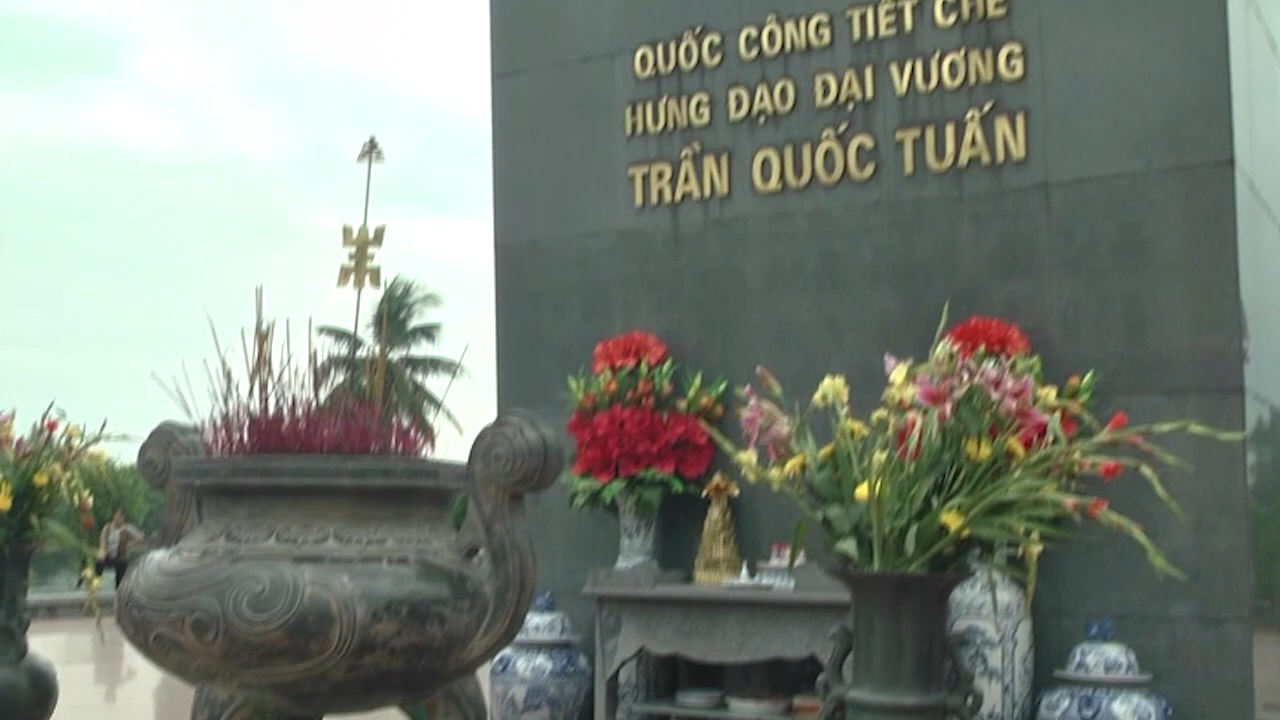 QUỐC CÔNG TIẾT CHẾ
HƯNG ĐẠO ĐẠI VƯƠNG
TRẦN QUỐC TUẤN